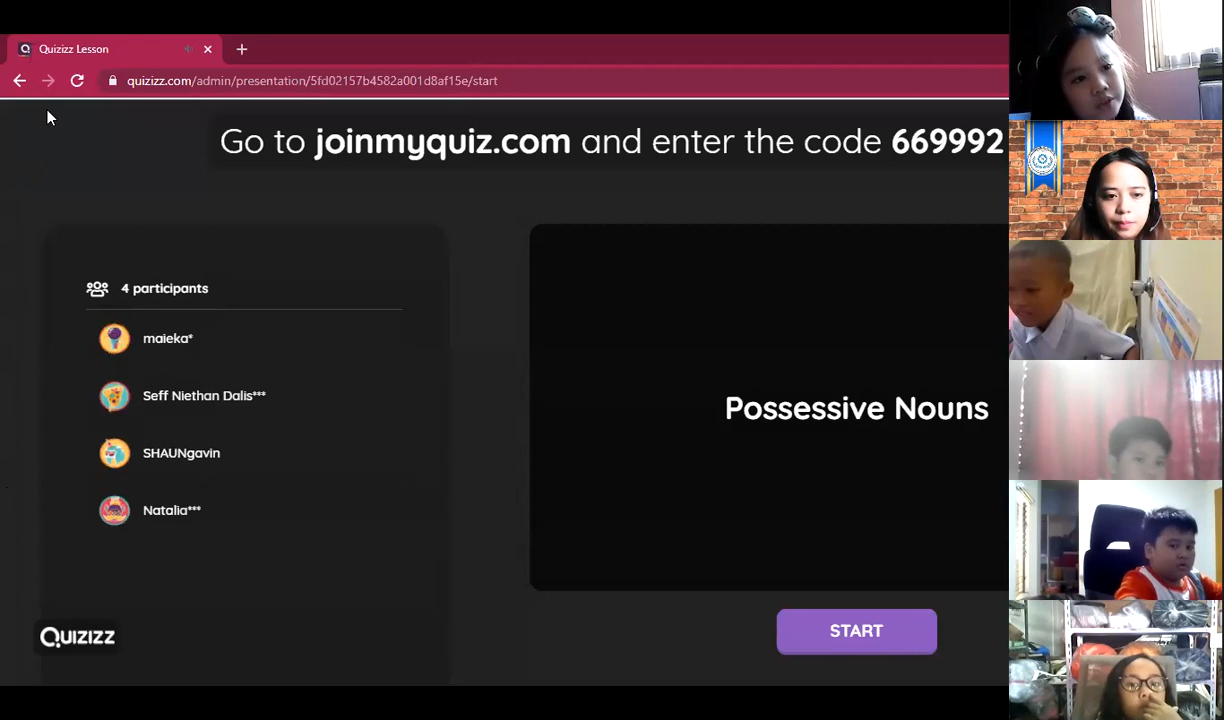 Quizizz Lesson
quizizz.com/admin/presentation/5fd02157b4582a001d8af15e/start
Go to joinmyquiz.com and enter the code 669992
4 participants
maieka*
Seff Niethan Dalis***
SHAUNgavin
Natalia***
Possessive Nouns
START
Quizizz